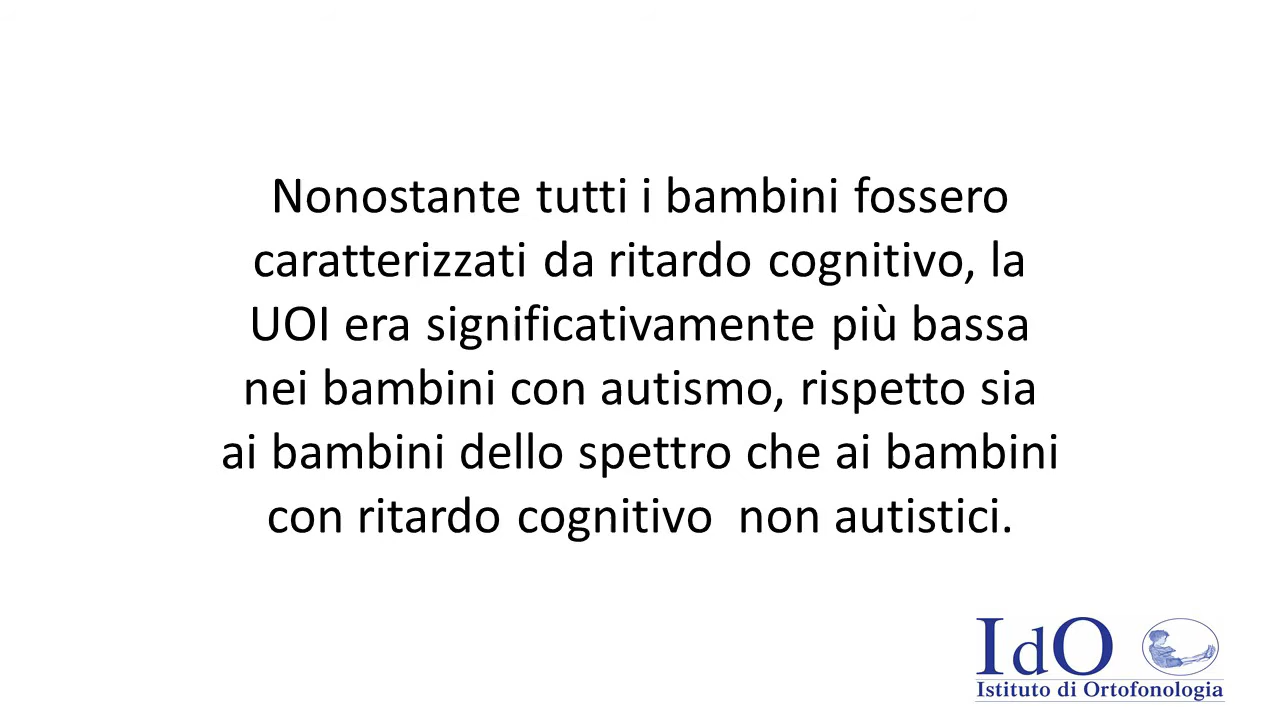 Nonostante tutti i bambini fossero
caratterizzati da ritardo cognitivo, la
UOI era significativamente più bassa
nei bambini con autismo, rispetto sia
ai bambini dello spettro che ai bambini
con ritardo cognitivo  non autistici.
IdO
Istituto di Ortofonologia